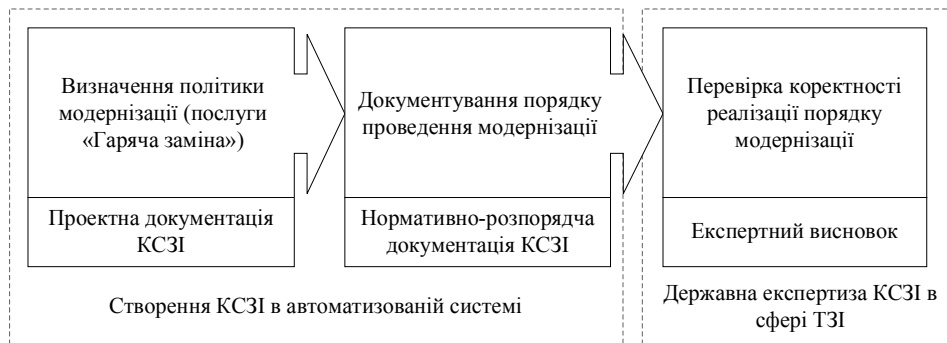 Визначення політики
модернізації (послуги
«Гаряча заміна»)
Проектна документація
КСЗІ
Документування порядку
проведення модернізації
Нормативно-розпорядча
документація КСЗІ
Створення КСЗІ в автоматизованій системі
Перевірка коректності
реалізації порядку
модернізації
Експертний висновок
Державна експертиза КСЗІ в
сфері ТЗІ